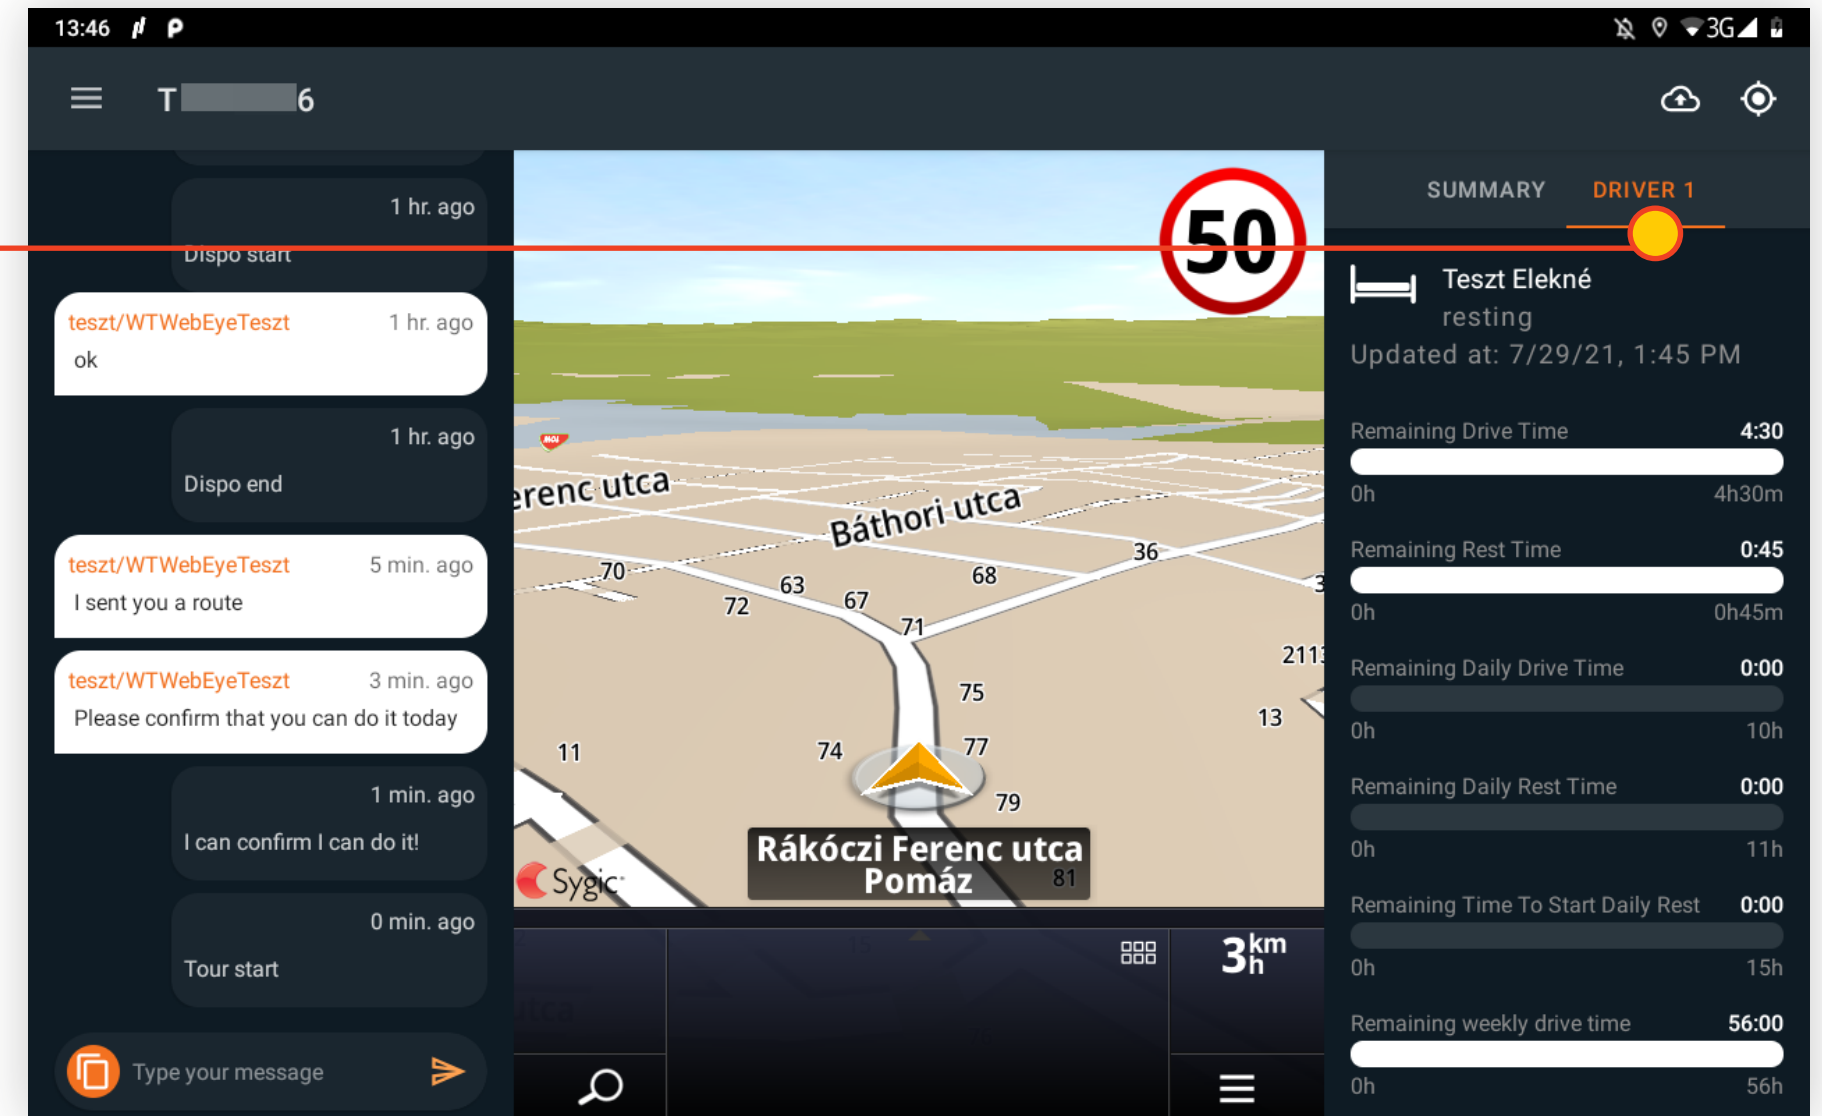 13:46
3G
T 6
1 hr. ago
Dispo start
teszt/WTWebEyeTeszt 1 hr. ago
ok
1 hr. ago
Dispo end
teszt/WTWebEyeTeszt 5 min. ago
I sent you a route
teszt/WTWebEyeTeszt 3 min. ago
Please confirm that you can do it today
1 min. ago
I can confirm I can do it!
0 min. ago
Tour start
Type your message
50
MOL
erenc utca
Báthori utca
36
70
63
68
72
67
71
2113
75
13
11
74
77
79
Rákóczi Ferenc utca
Pomáz
81
Sygic
3 km
h
SUMMARY DRIVER 1
Teszt Elekné
resting
Updated at: 7/29/21, 1:45 PM
Remaining Drive Time 4:30
0h 4h30m
Remaining Rest Time 0:45
0h 0h45m
Remaining Daily Drive Time 0:00
0h 10h
Remaining Daily Rest Time 0:00
0h 11h
Remaining Time To Start Daily Rest 0:00
0h 15h
Remaining weekly drive time 56:00
0h 56h